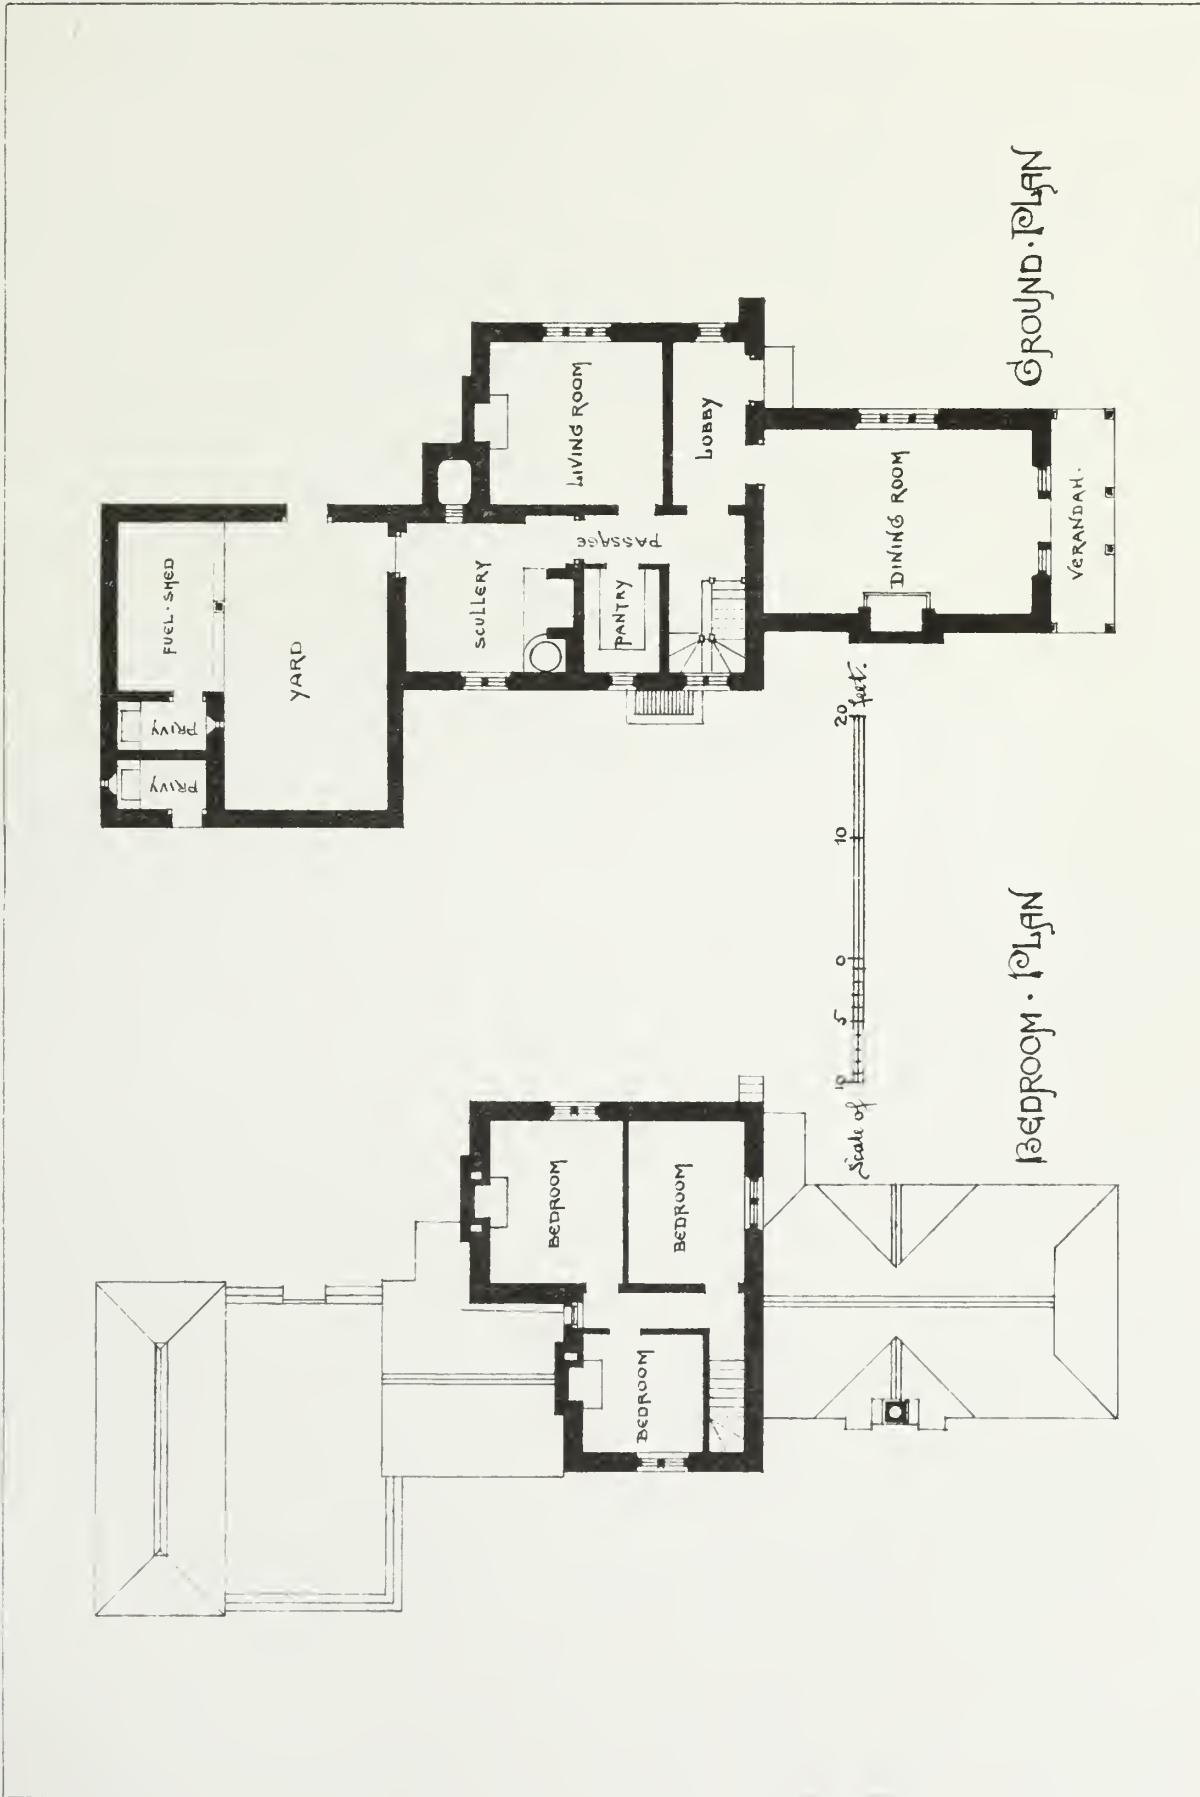 FUEL·SHED
PRIVY
PRIVY
YARD
SCULLERY
LIVING ROOM
PASSAGE
PANTRY
LOBBY
DINING ROOM
VERANDAH.
GROUND·PLAN
BEDROOM
BEDROOM
BEDROOM
Scale of 10 5 0 10 20 feet.
BEDROOM · PLAN